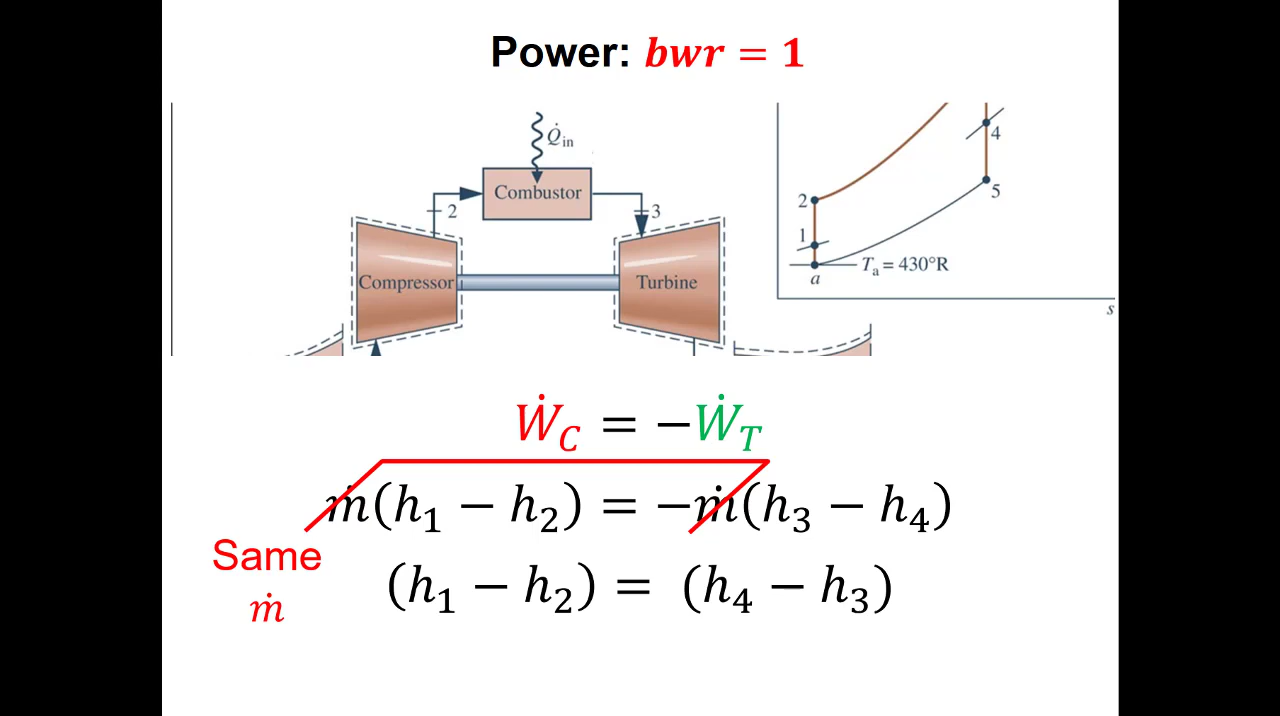 Power: bwr = 1
Q̇in
Combustor
2
3
Compressor
Turbine
4
2
5
1
Ta = 430°R
a
s
ẆC = −ẆT
ṁ(h1 − h2) = −ṁ(h3 − h4)
Same
ṁ
(h1 − h2) = (h4 − h3)